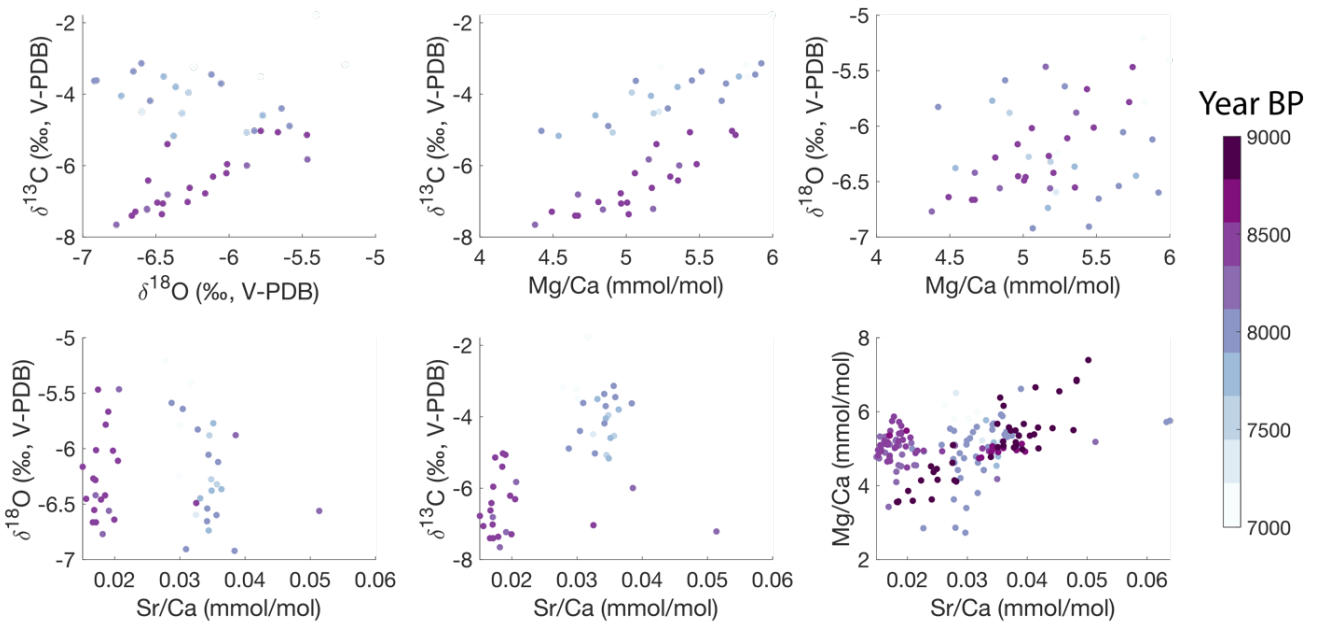 -2
-4
-6
-8
δ13C (‰, V-PDB)
-7 -6.5 -6 -5.5 -5
δ18O (‰, V-PDB)
-2
-4
-6
-8
δ13C (‰, V-PDB)
4 4.5 5 5.5 6
Mg/Ca (mmol/mol)
-5
-5.5
-6
-6.5
-7
δ18O (‰, V-PDB)
4 4.5 5 5.5 6
Mg/Ca (mmol/mol)
Year BP
9000
8500
8000
7500
7000
-5
-5.5
-6
-6.5
-7
δ18O (‰, V-PDB)
0.02 0.03 0.04 0.05 0.06
Sr/Ca (mmol/mol)
-2
-4
-6
-8
δ13C (‰, V-PDB)
0.02 0.03 0.04 0.05 0.06
Sr/Ca (mmol/mol)
8
6
4
2
Mg/Ca (mmol/mol)
0.02 0.03 0.04 0.05 0.06
Sr/Ca (mmol/mol)